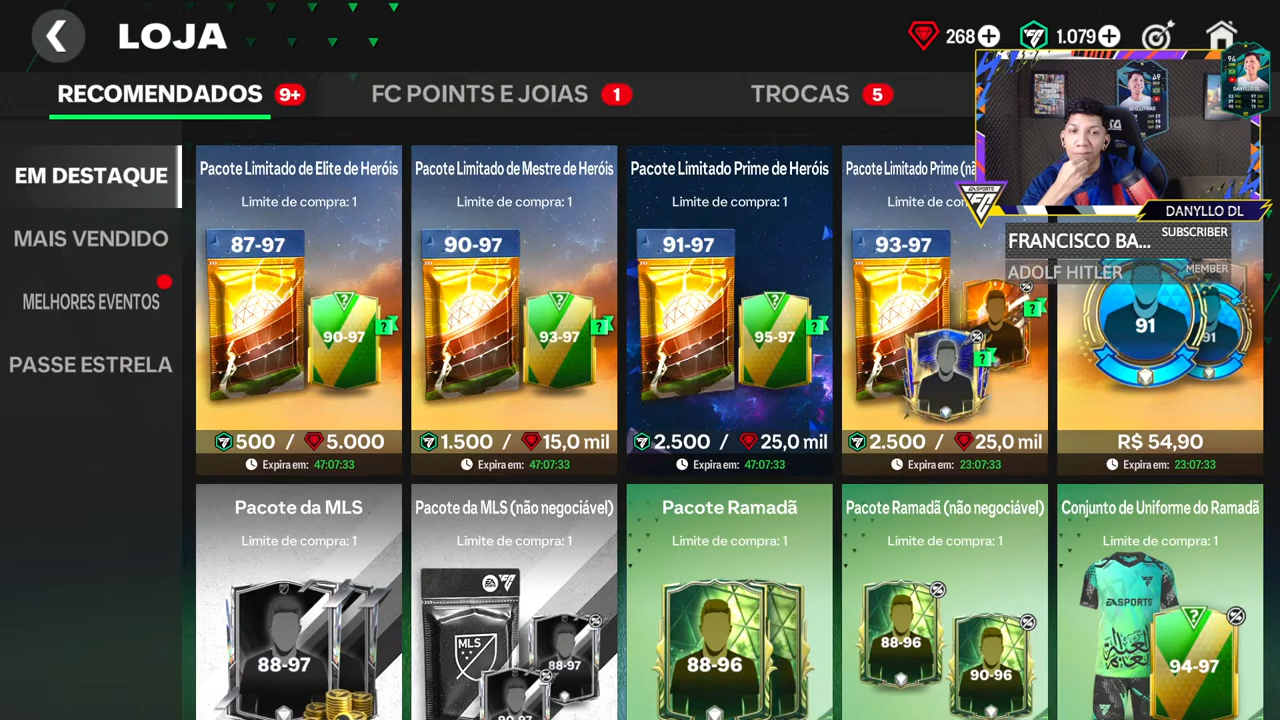 LOJA
268
1.079
RECOMENDADOS 9+
FC POINTS E JOIAS 1
TROCAS 5
EM DESTAQUE
MAIS VENDIDO
MELHORES EVENTOS
PASSE ESTRELA
Pacote Limitado de Elite de Heróis
Limite de compra: 1
87-97
90-97
500 / 5.000
Expira em: 47:07:33
Pacote Limitado de Mestre de Heróis
Limite de compra: 1
90-97
93-97
1.500 / 15,0 mil
Expira em: 47:07:33
Pacote Limitado Prime de Heróis
Limite de compra: 1
91-97
95-97
2.500 / 25,0 mil
Expira em: 47:07:33
Pacote Limitado Prime
93-97
2.500 / 25,0 mil
Expira em: 23:07:33
EA SPORTS
FC
DANYLLO DL
SUBSCRIBER
FRANCISCO BA...
ADOLF HITLER
MEMBER
91
91
R$ 54,90
Expira em: 23:07:33
Pacote da MLS
Limite de compra: 1
88-97
Pacote da MLS (não negociável)
Limite de compra: 1
MLS
88-97
90-97
Pacote Ramadã
Limite de compra: 1
88-96
Pacote Ramadã (não negociável)
Limite de compra: 1
88-96
90-96
Conjunto de Uniforme do Ramadã
Limite de compra: 1
EA SPORTS
94-97